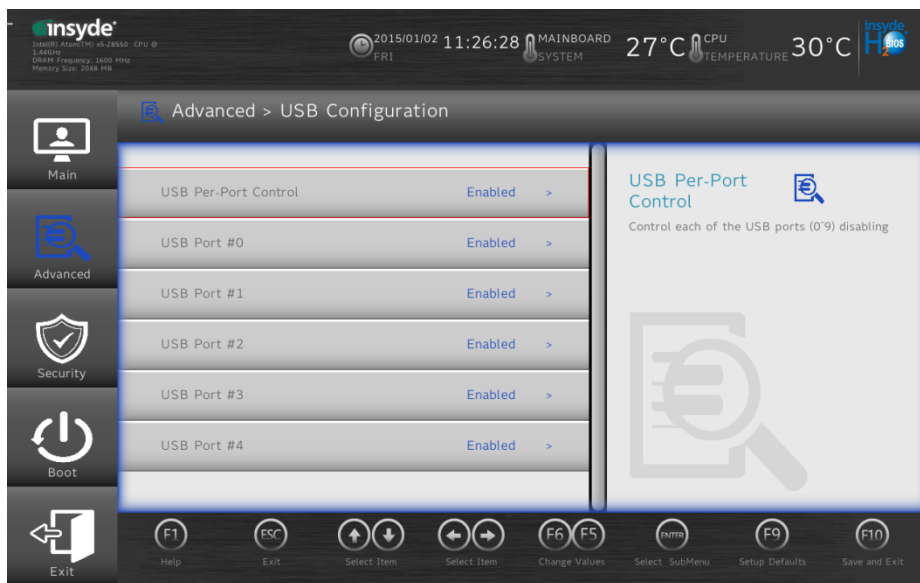 insyde
Intel(R) Atom(TM) x5-Z8550 CPU @
1.44GHz
DRAM Frequency: 1600 MHz
Memory Size: 2048 MB
2015/01/02 11:26:28
FRI
MAINBOARD
SYSTEM
27°C
CPU
TEMPERATURE
30°C
insyde
H2O
BIOS
Advanced > USB Configuration
Main
Advanced
Security
Boot
Exit
USB Per-Port Control Enabled >
USB Port #0 Enabled >
USB Port #1 Enabled >
USB Port #2 Enabled >
USB Port #3 Enabled >
USB Port #4 Enabled >
USB Per-Port
Control
Control each of the USB ports (0~9) disabling
F1
Help
ESC
Exit
Select Item
Select Item
F6 F5
Change Values
ENTER
Select SubMenu
F9
Setup Defaults
F10
Save and Exit